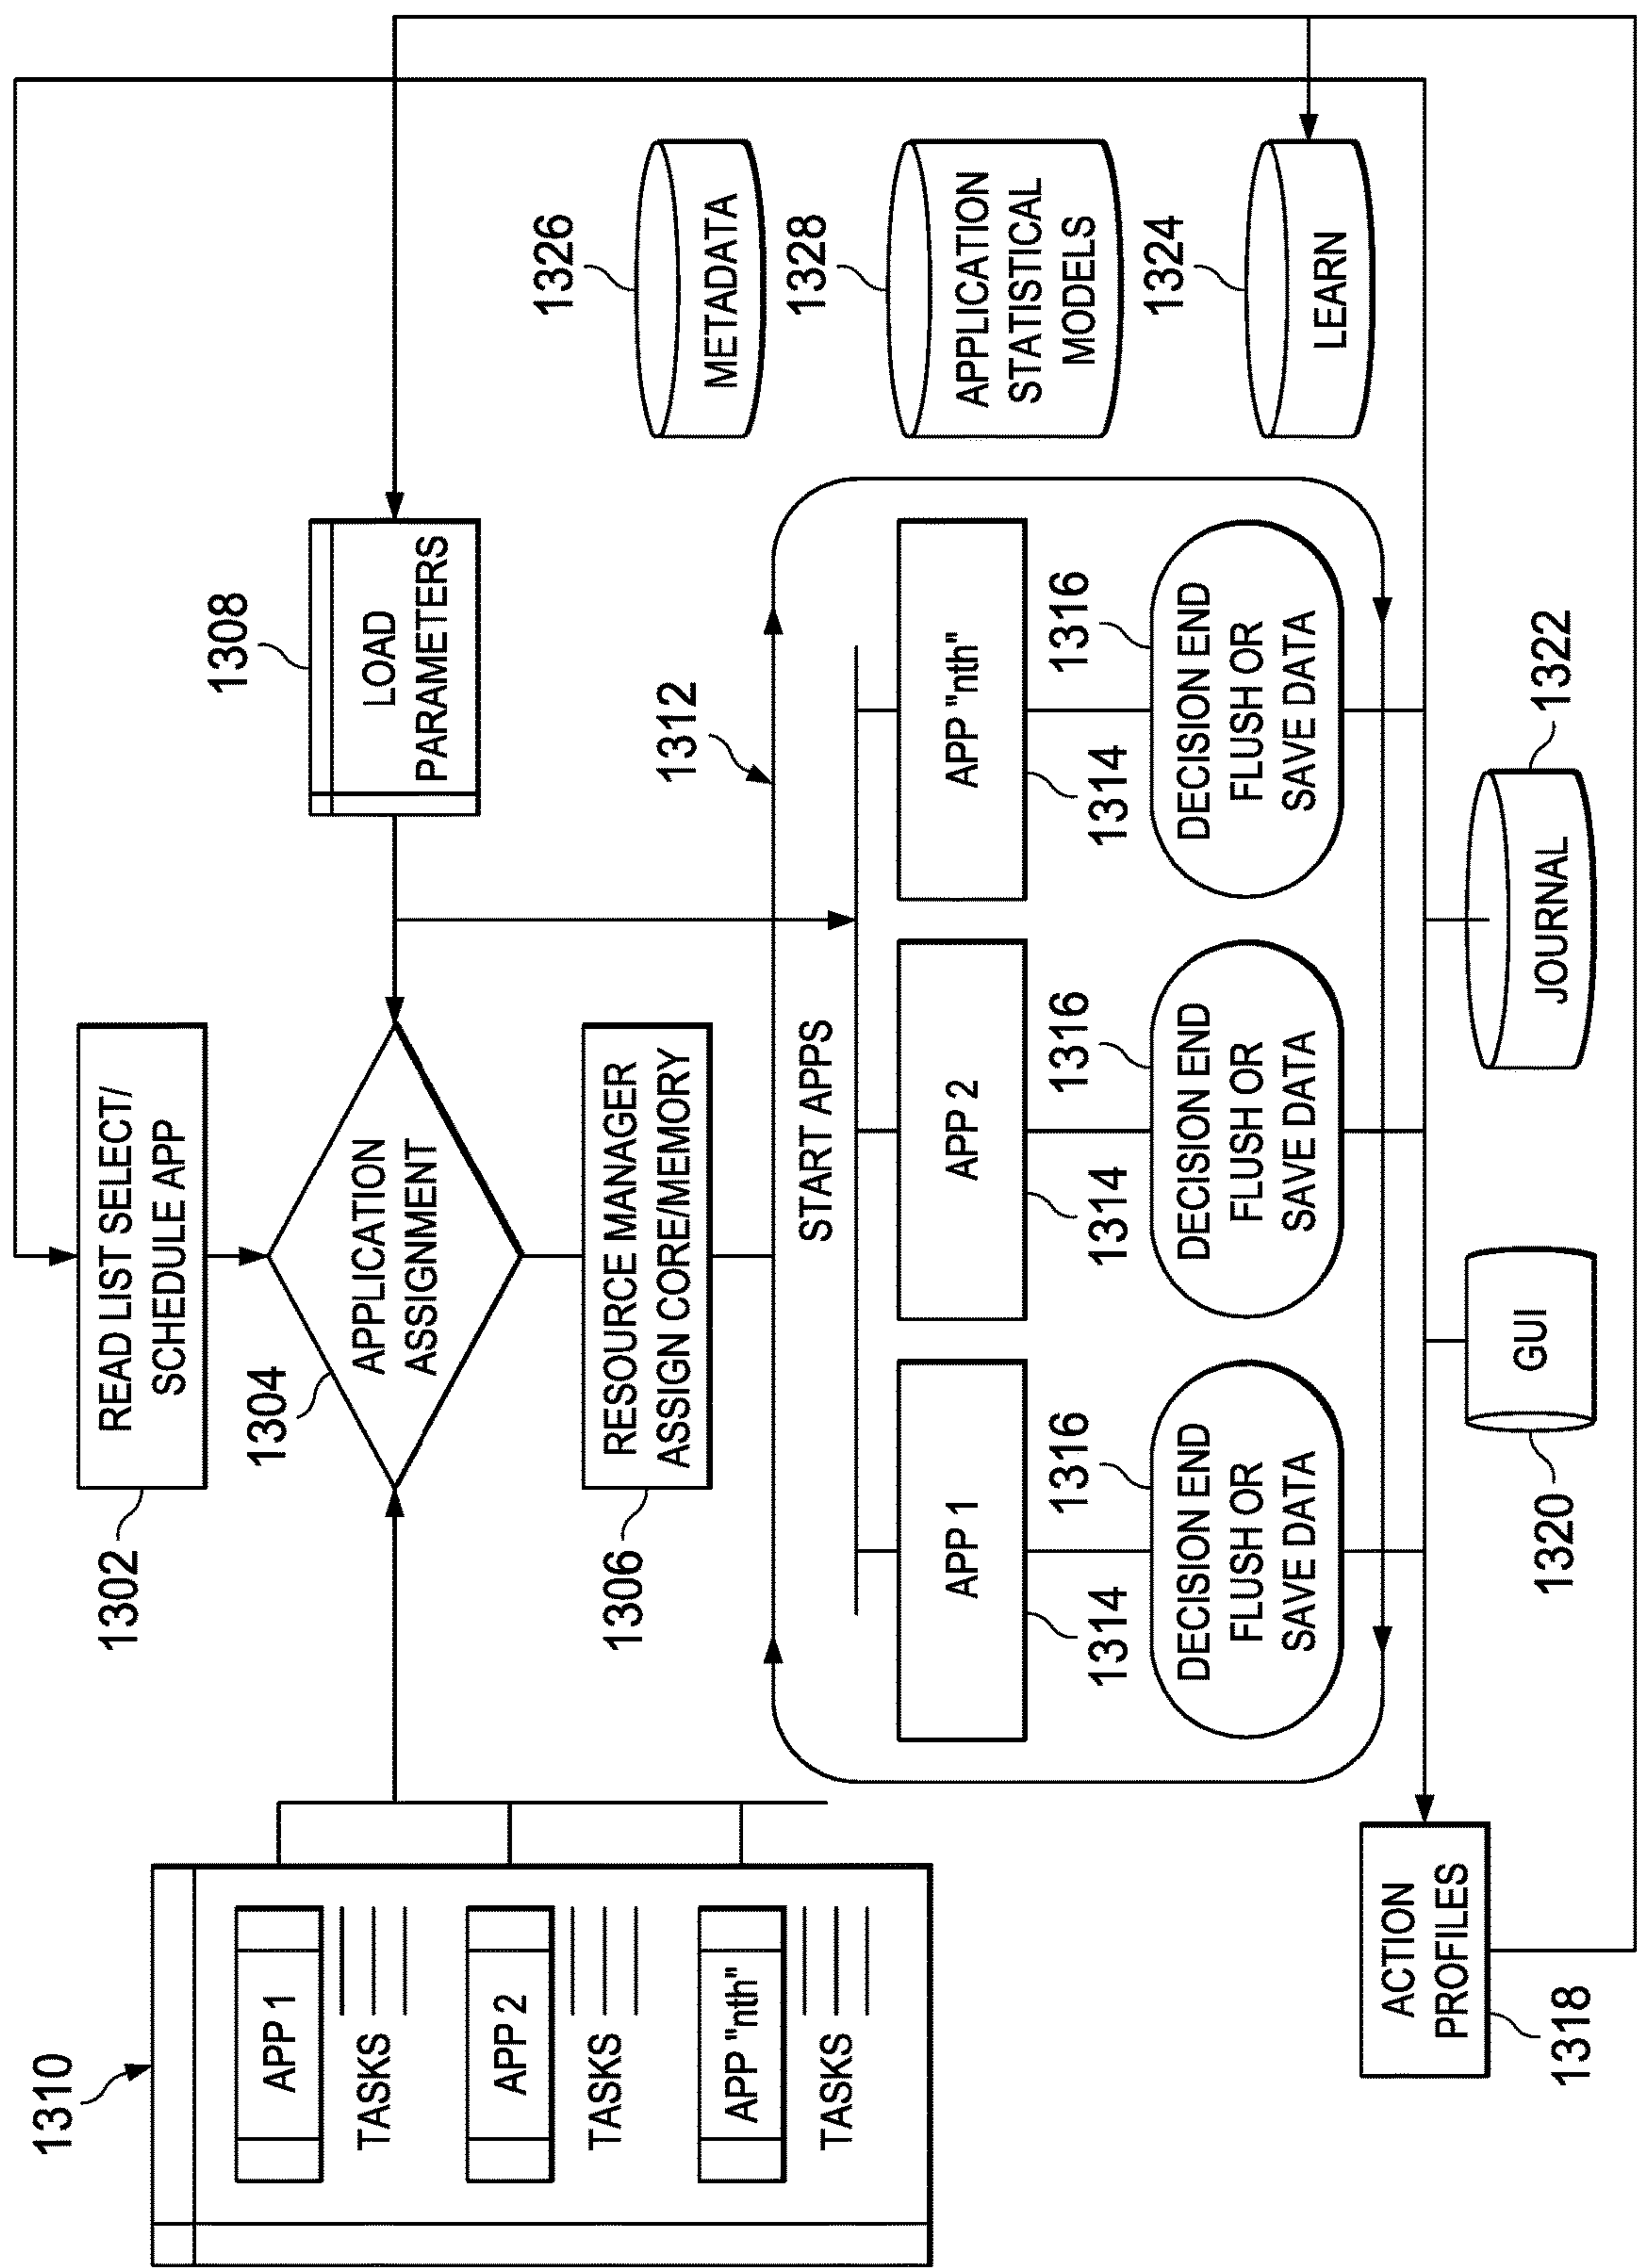 1310
APP 1
TASKS
APP 2
TASKS
APP "nth"
TASKS
1302
READ LIST SELECT/
SCHEDULE APP
1304
APPLICATION
ASSIGNMENT
1306
RESOURCE MANAGER
ASSIGN CORE/MEMORY
1308
LOAD
PARAMETERS
1312
START APPS
APP 1
1314
APP 2
1314
APP "nth"
1314
1316
DECISION END
FLUSH OR
SAVE DATA
1316
DECISION END
FLUSH OR
SAVE DATA
1316
DECISION END
FLUSH OR
SAVE DATA
1326
METADATA
1328
APPLICATION
STATISTICAL
MODELS
1324
LEARN
ACTION
PROFILES
1318
GUI
1320
JOURNAL
1322